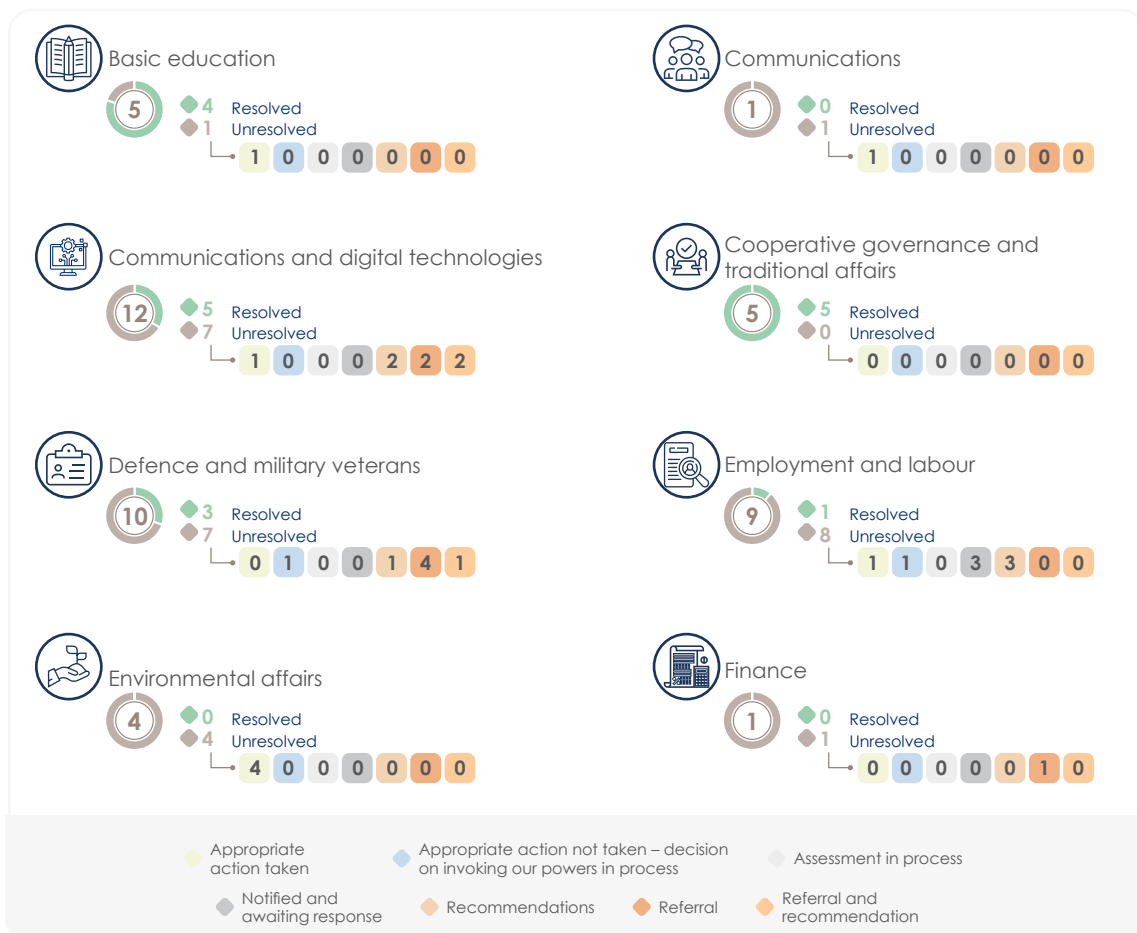 Basic education
5
4 Resolved
1 Unresolved
1 0 0 0 0 0 0
Communications
1
0 Resolved
1 Unresolved
1 0 0 0 0 0 0
Communications and digital technologies
12
5 Resolved
7 Unresolved
1 0 0 0 2 2 2
Cooperative governance and
traditional affairs
5
5 Resolved
0 Unresolved
0 0 0 0 0 0 0
Defence and military veterans
10
3 Resolved
7 Unresolved
0 1 0 0 1 4 1
Employment and labour
9
1 Resolved
8 Unresolved
1 1 0 3 3 0 0
Environmental affairs
4
0 Resolved
4 Unresolved
4 0 0 0 0 0 0
Finance
1
0 Resolved
1 Unresolved
0 0 0 0 0 1 0
Appropriate
action taken
Appropriate action not taken – decision
on invoking our powers in process
Assessment in process
Notified and
awaiting response
Recommendations
Referral
Referral and
recommendation